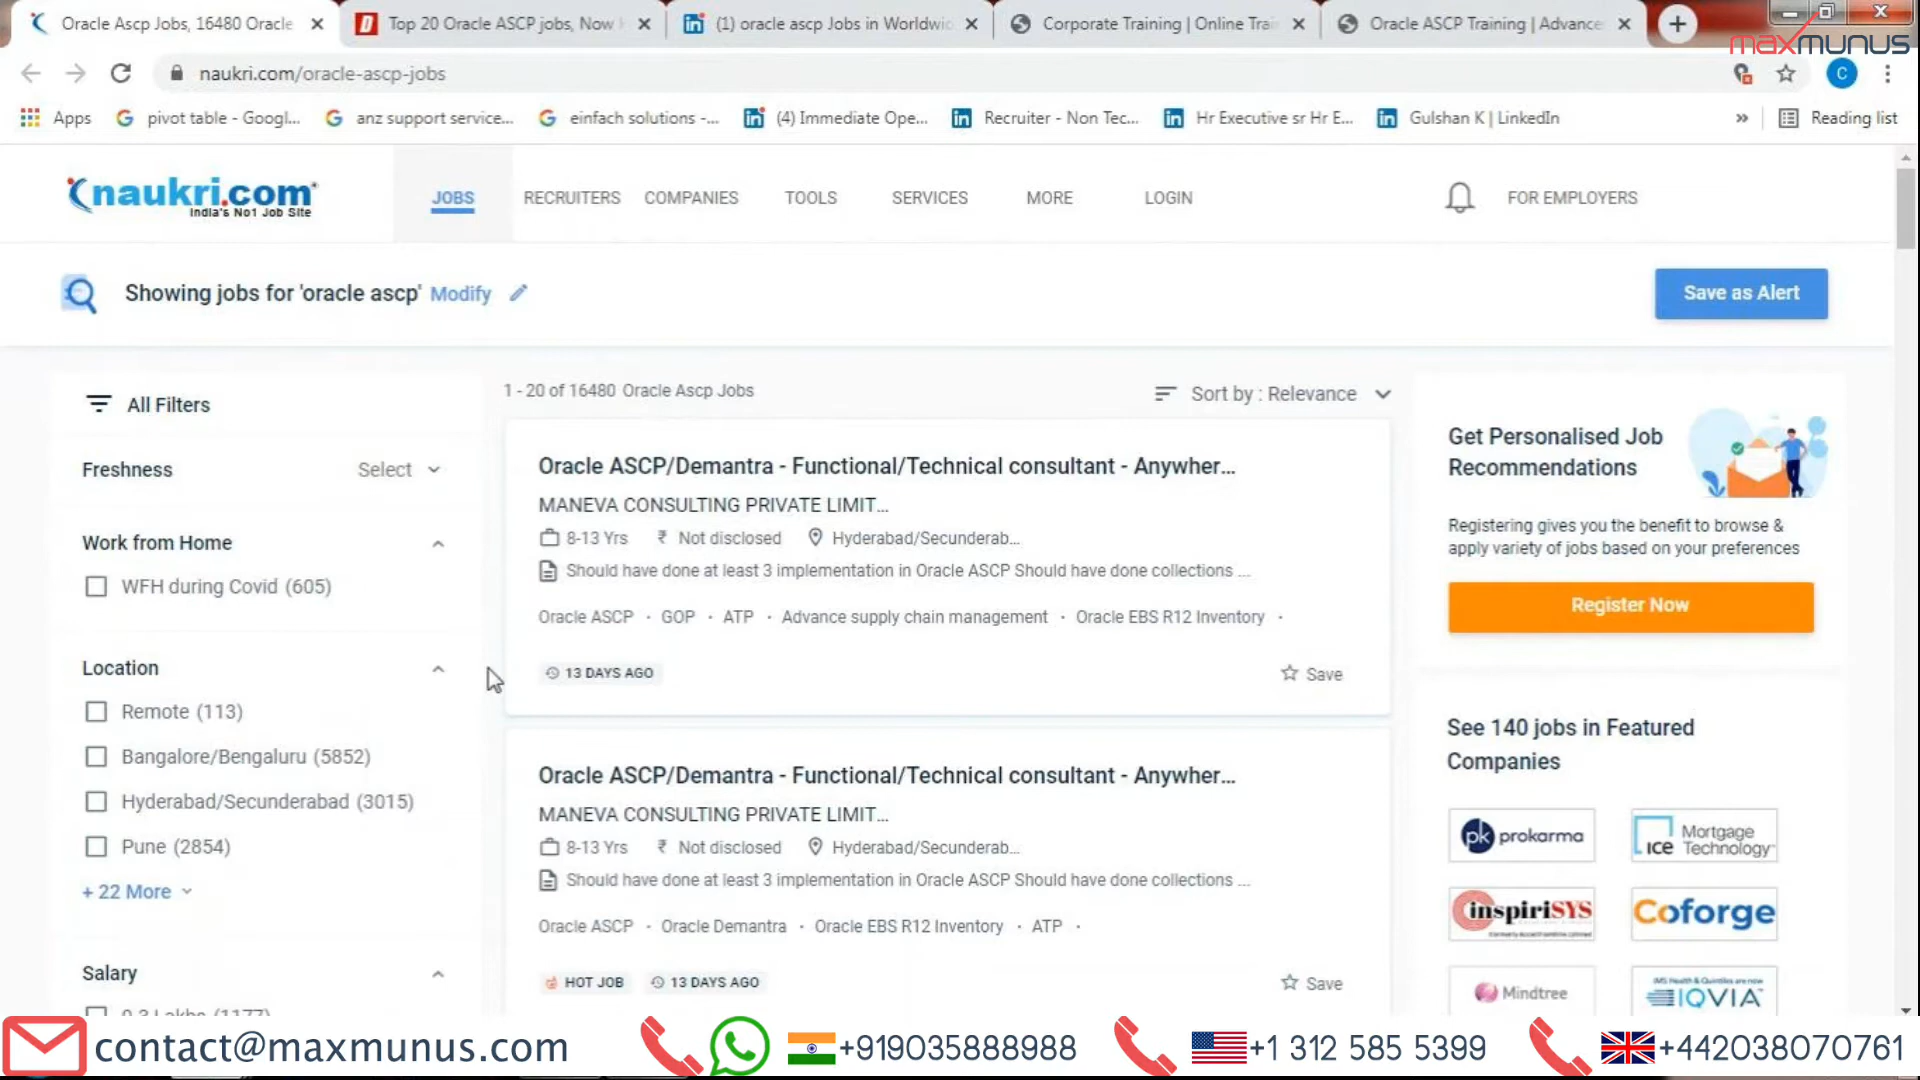 Oracle Ascp Jobs, 16480 Oracle
Top 20 Oracle ASCP jobs, Now
(1) oracle ascp Jobs in Worldwi
Corporate Training | Online Trai
Oracle ASCP Training | Advance
maxmunus
naukri.com/oracle-ascp-jobs
C
Apps
pivot table - Googl...
anz support service...
einfach solutions -...
(4) Immediate Ope...
Recruiter - Non Tec...
Hr Executive sr Hr E...
Gulshan K | LinkedIn
»
Reading list
naukri.com
India's No1 Job Site
JOBS
RECRUITERS
COMPANIES
TOOLS
SERVICES
MORE
LOGIN
FOR EMPLOYERS
Showing jobs for 'oracle ascp' Modify
Save as Alert
All Filters
Freshness
Select
Work from Home
WFH during Covid (605)
Location
Remote (113)
Bangalore/Bengaluru (5852)
Hyderabad/Secunderabad (3015)
Pune (2854)
+ 22 More
Salary
0-3 Lakhs (1177)
1 - 20 of 16480 Oracle Ascp Jobs
Sort by : Relevance
Oracle ASCP/Demantra - Functional/Technical consultant - Anywher...
MANEVA CONSULTING PRIVATE LIMIT...
8-13 Yrs ₹ Not disclosed Hyderabad/Secunderab...
Should have done at least 3 implementation in Oracle ASCP Should have done collections ...
Oracle ASCP · GOP · ATP · Advance supply chain management · Oracle EBS R12 Inventory ·
13 DAYS AGO
Save
Oracle ASCP/Demantra - Functional/Technical consultant - Anywher...
MANEVA CONSULTING PRIVATE LIMIT...
8-13 Yrs ₹ Not disclosed Hyderabad/Secunderab...
Should have done at least 3 implementation in Oracle ASCP Should have done collections ...
Oracle ASCP · Oracle Demantra · Oracle EBS R12 Inventory · ATP ·
HOT JOB
13 DAYS AGO
Save
Get Personalised Job
Recommendations
Registering gives you the benefit to browse &
apply variety of jobs based on your preferences
Register Now
See 140 jobs in Featured
Companies
pk prokarma
ICE Mortgage
Technology
inspiriSYS
Coforge
Mindtree
IMS Health & Quintiles are now
IQVIA
contact@maxmunus.com
+919035888988
+1 312 585 5399
+442038070761